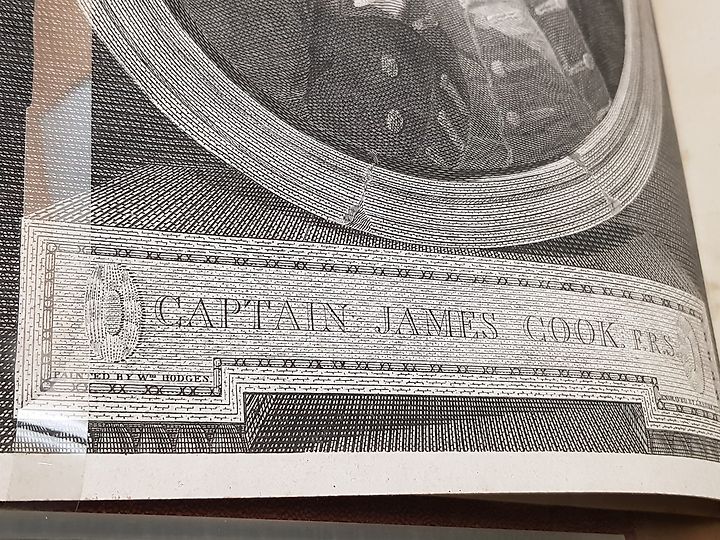 CAPTAIN JAMES COOK, F.R.S.
PAINTED BY Wm. HODGES.